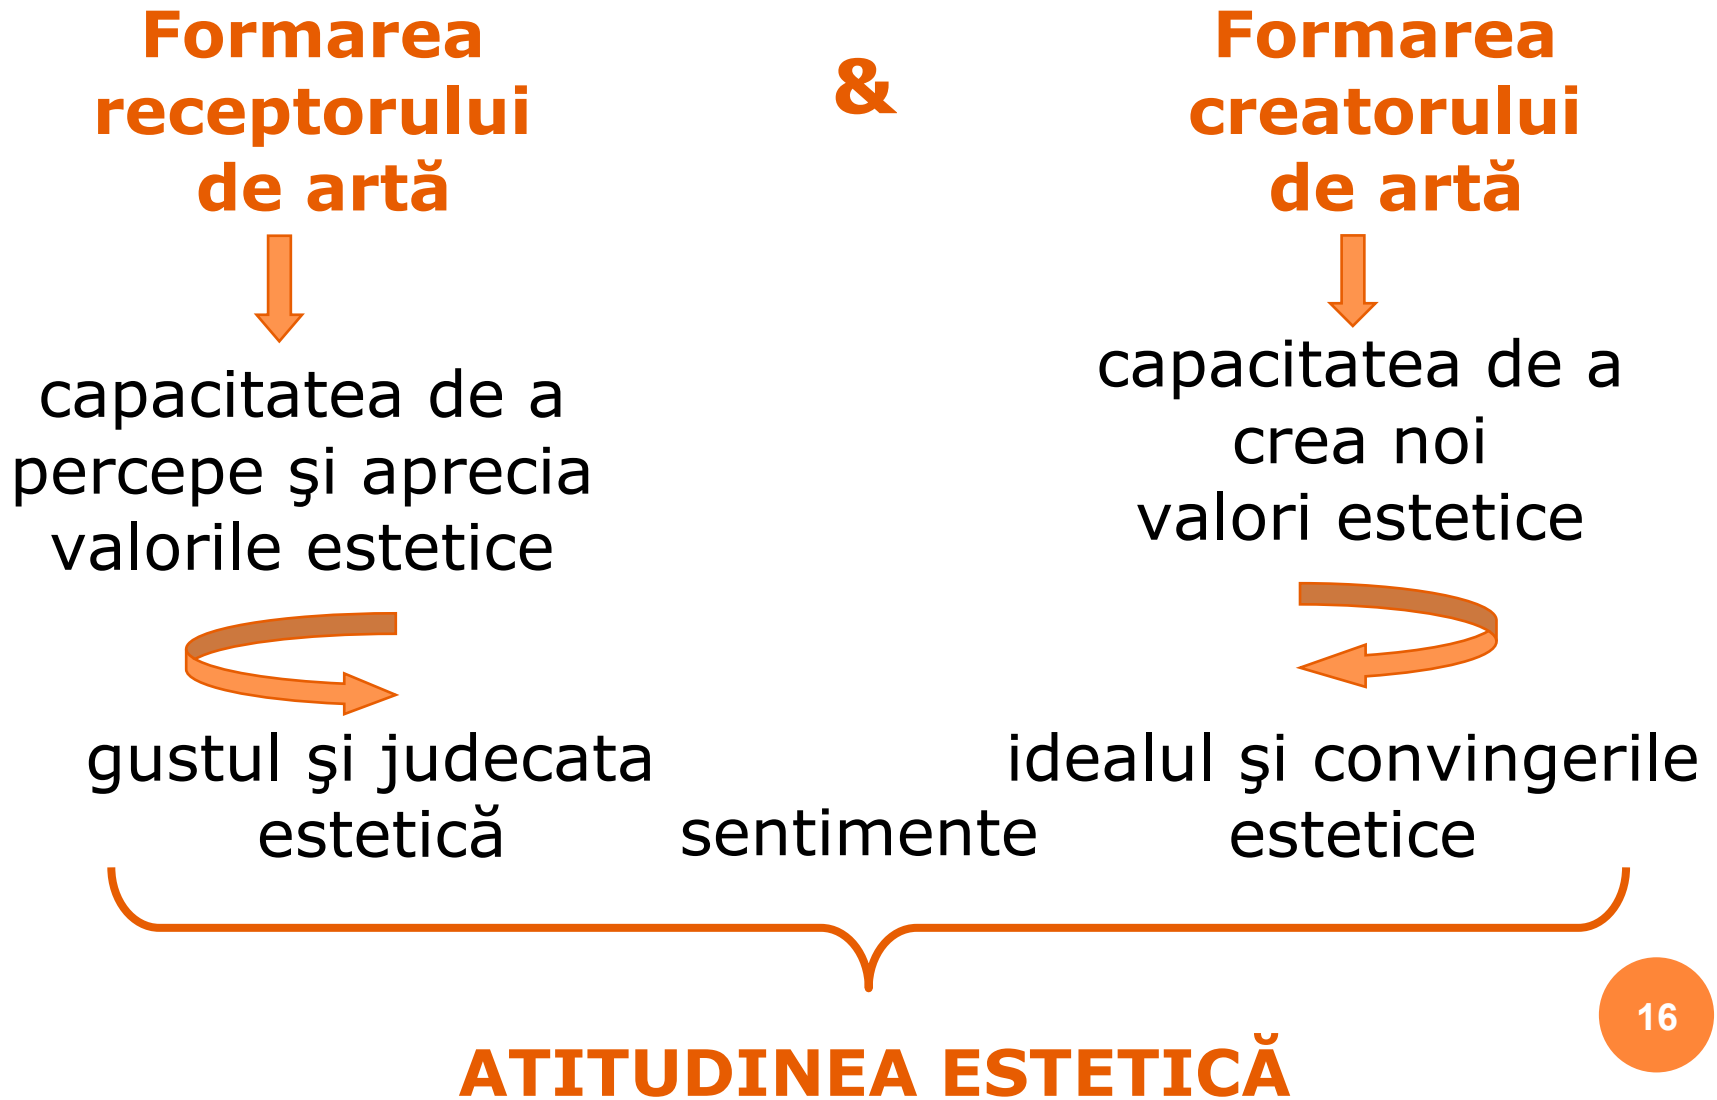 Formarea
receptorului
de artă
&
Formarea
creatorului
de artă
capacitatea de a
percepe şi aprecia
valorile estetice
capacitatea de a
crea noi
valori estetice
gustul şi judecata
estetică
sentimente
idealul şi convingerile
estetice
ATITUDINEA ESTETICĂ
16